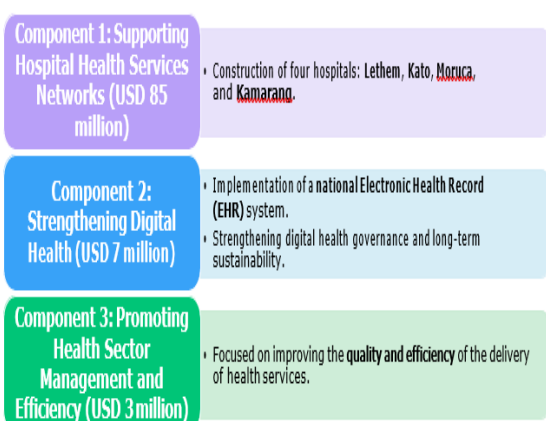 Component 1: Supporting
Hospital Health Services
Networks (USD 85
million)
• Construction of four hospitals: Lethem, Kato, Moruca,
and Kamarang.
Component 2:
Strengthening Digital
Health (USD 7 million)
• Implementation of a national Electronic Health Record
(EHR) system.
• Strengthening digital health governance and long-term
sustainability.
Component 3: Promoting
Health Sector
Management and
Efficiency (USD 3 million)
• Focused on improving the quality and efficiency of the delivery
of health services.